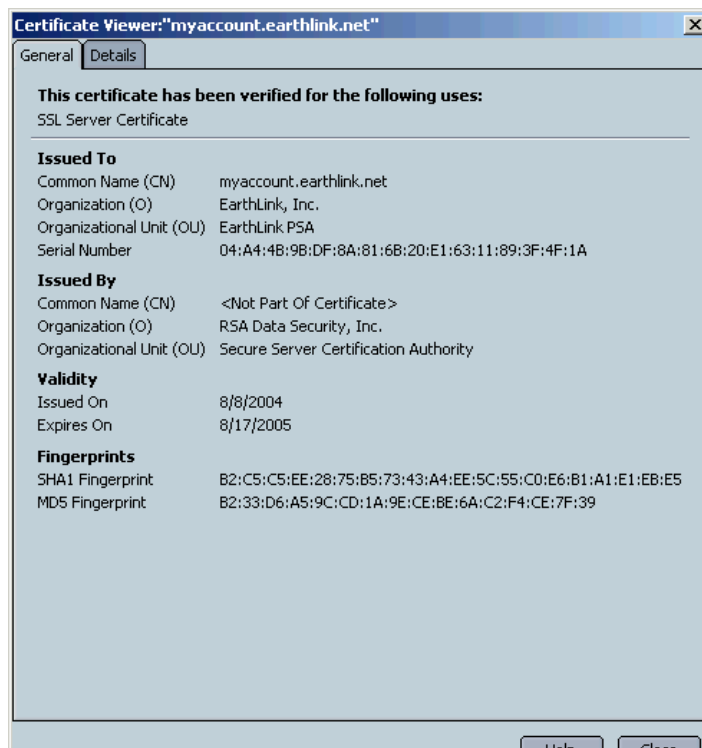 Certificate Viewer:"myaccount.earthlink.net"
General Details
This certificate has been verified for the following uses:
SSL Server Certificate
Issued To
Common Name (CN) myaccount.earthlink.net
Organization (O) EarthLink, Inc.
Organizational Unit (OU) EarthLink PSA
Serial Number 04:A4:4B:9B:DF:8A:81:6B:20:E1:63:11:89:3F:4F:1A
Issued By
Common Name (CN) <Not Part Of Certificate>
Organization (O) RSA Data Security, Inc.
Organizational Unit (OU) Secure Server Certification Authority
Validity
Issued On 8/8/2004
Expires On 8/17/2005
Fingerprints
SHA1 Fingerprint B2:C5:C5:EE:28:75:B5:73:43:A4:EE:5C:55:C0:E6:B1:A1:E1:EB:E5
MD5 Fingerprint B2:33:D6:A5:9C:CD:1A:9E:CE:BE:6A:C2:F4:CE:7F:39
Help Close